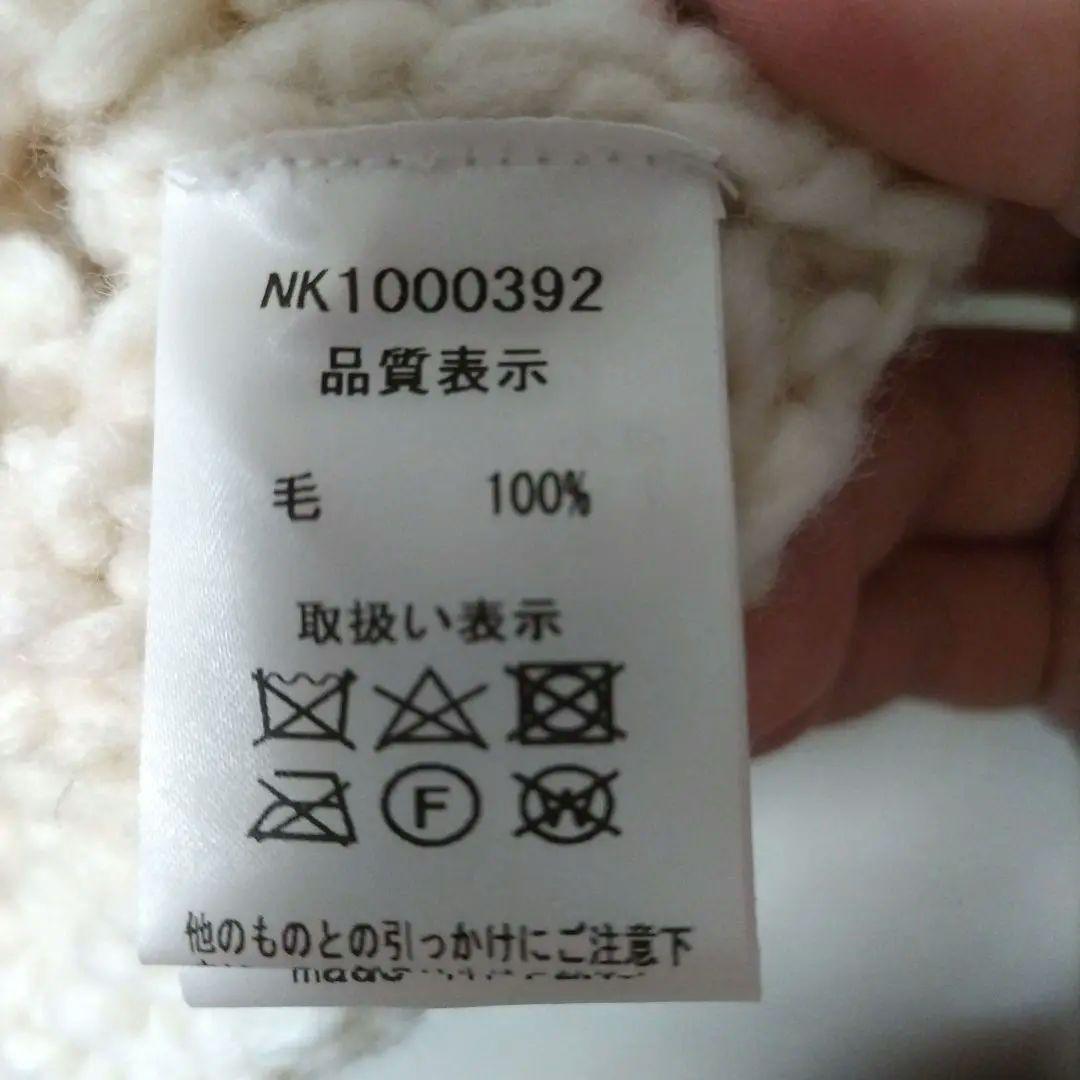 NK1000392
品質表示
毛 100%
取扱い表示
F
W
他のものとの引っかけにご注意下